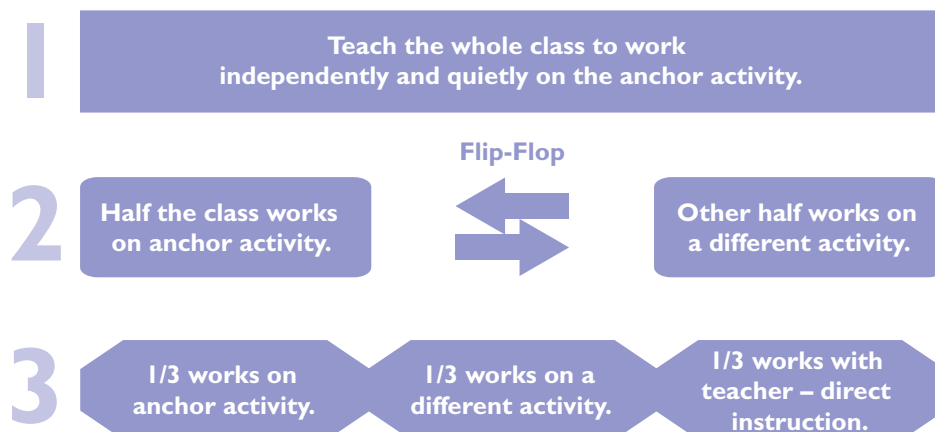 1
Teach the whole class to work
independently and quietly on the anchor activity.
Flip-Flop
2
Half the class works
on anchor activity.
Other half works on
a different activity.
3
1/3 works on
anchor activity.
1/3 works on a
different activity.
1/3 works with
teacher – direct
instruction.